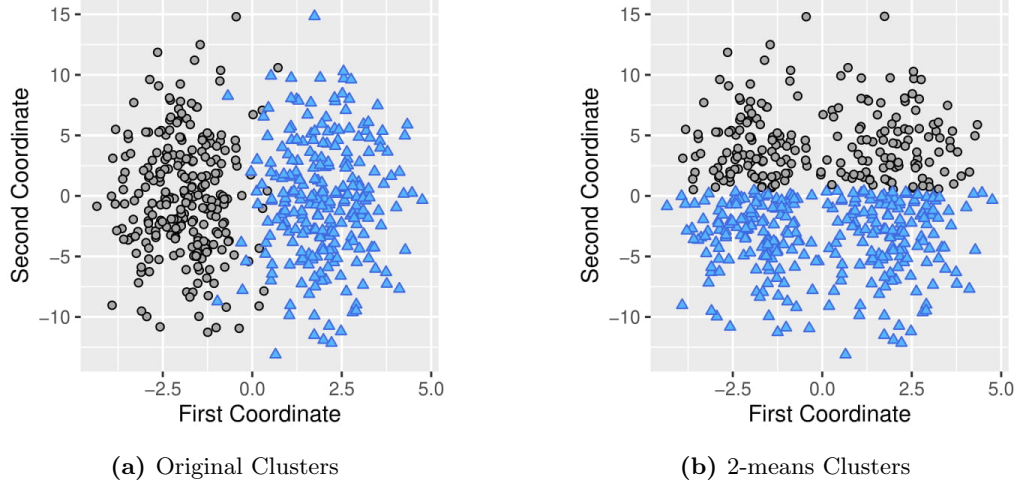 15
10
5
0
−5
−10
Second Coordinate
−2.5 0.0 2.5 5.0
First Coordinate
(a) Original Clusters
15
10
5
0
−5
−10
Second Coordinate
−2.5 0.0 2.5 5.0
First Coordinate
(b) 2-means Clusters